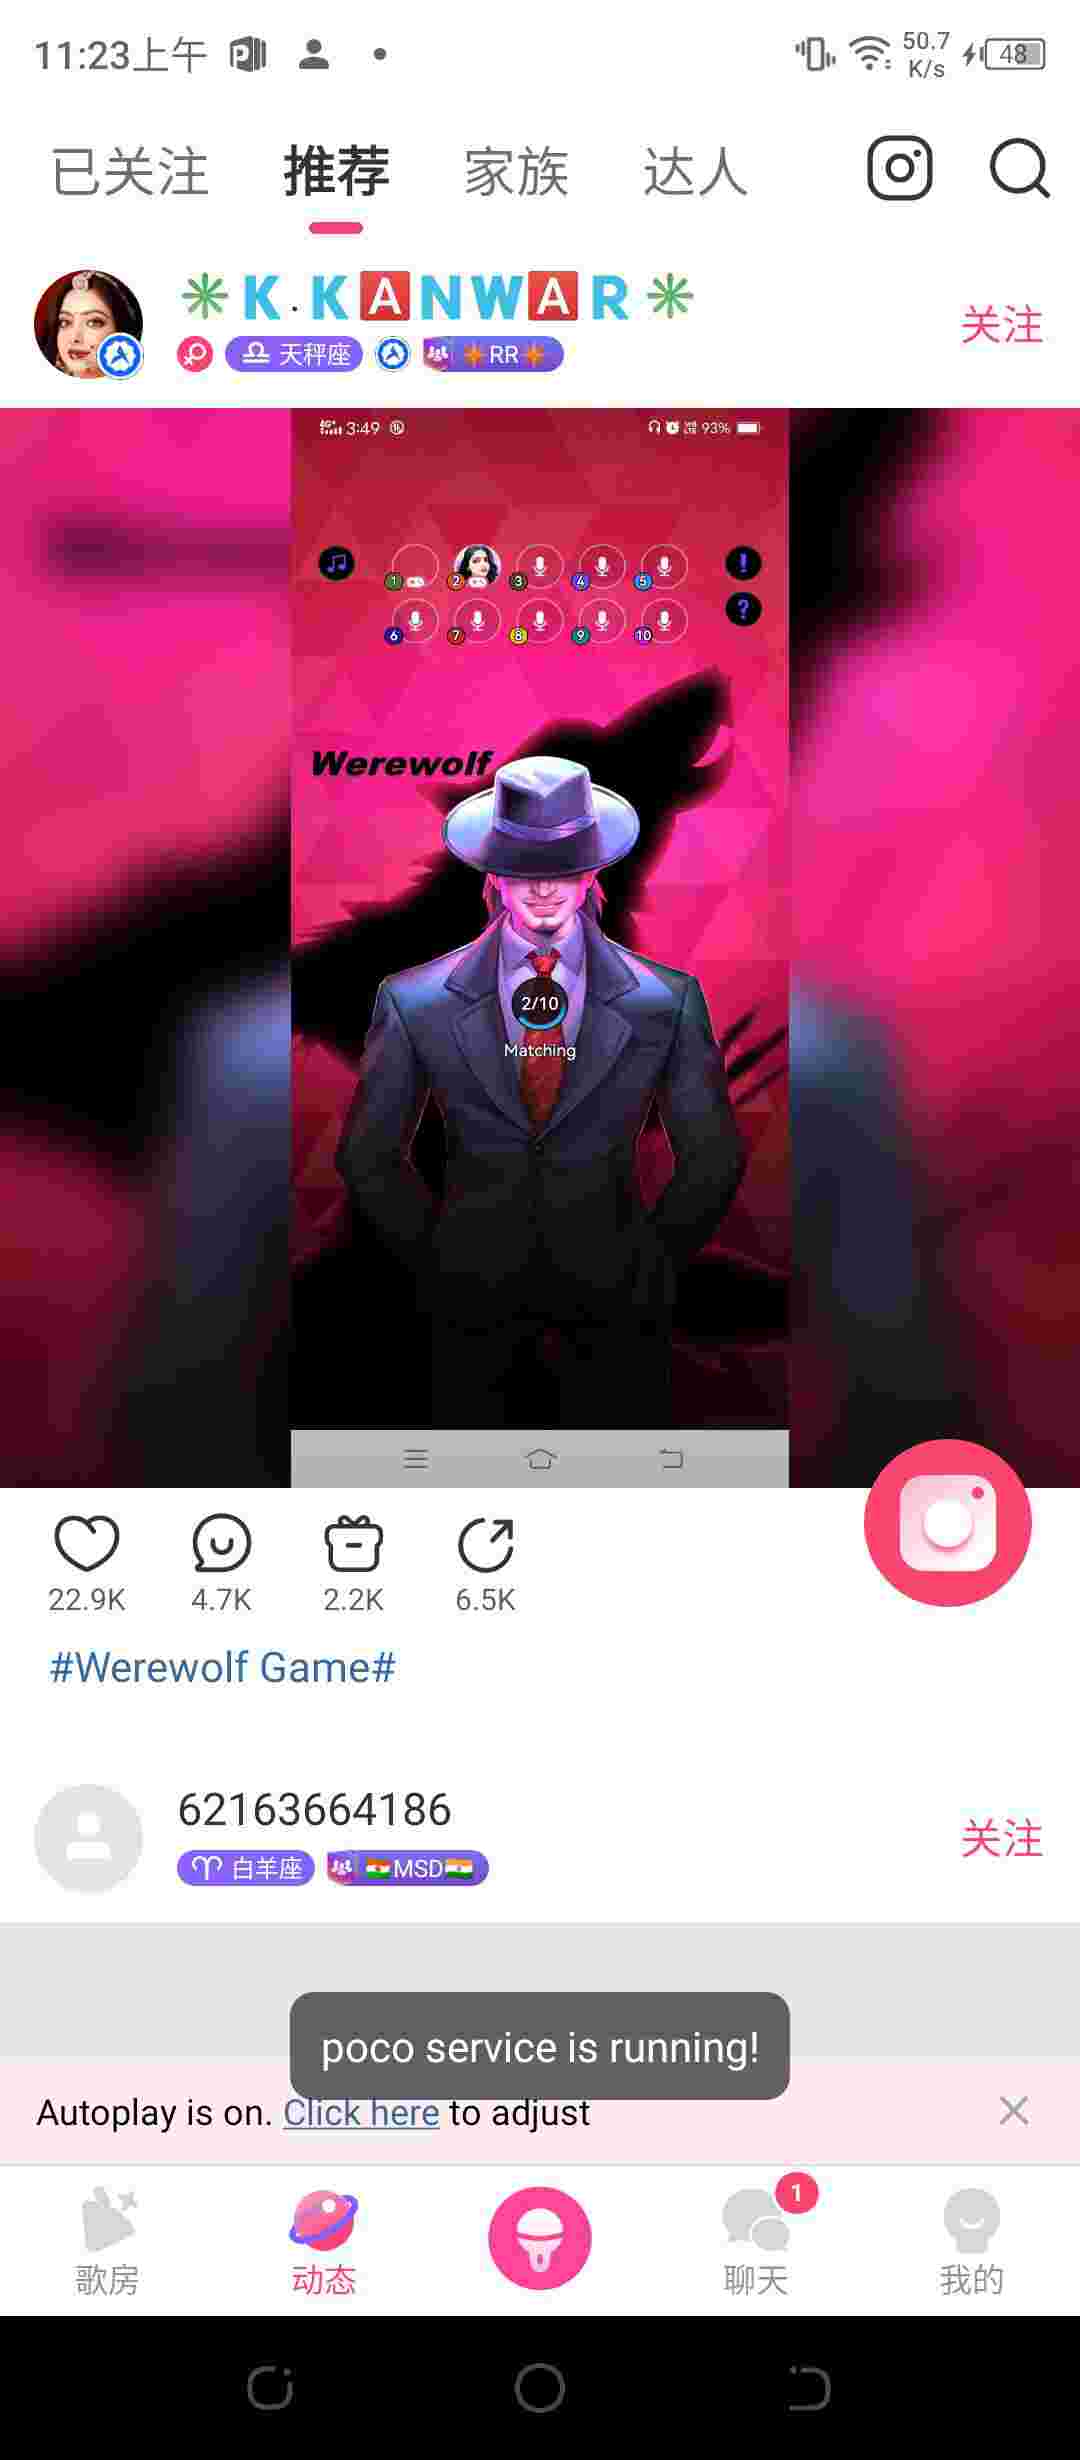 11:23上午
50.7
K/s
48
已关注 推荐 家族 达人
K.KANWAR
关注
天秤座 RR
3:49
93%
1 2 3 4 5
6 7 8 9 10
!
?
Werewolf
2/10
Matching
22.9K 4.7K 2.2K 6.5K
#Werewolf Game#
62163664186
关注
白羊座 MSD
poco service is running!
Autoplay is on. Click here to adjust
1
歌房 动态 聊天 我的